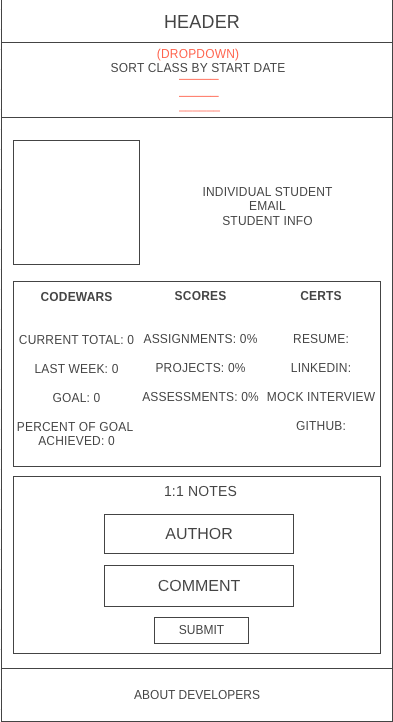 HEADER
(DROPDOWN)
SORT CLASS BY START DATE
INDIVIDUAL STUDENT
EMAIL
STUDENT INFO
CODEWARS
CURRENT TOTAL: 0
LAST WEEK: 0
GOAL: 0
PERCENT OF GOAL
ACHIEVED: 0
SCORES
ASSIGNMENTS: 0%
PROJECTS: 0%
ASSESSMENTS: 0%
CERTS
RESUME:
LINKEDIN:
MOCK INTERVIEW
GITHUB:
1:1 NOTES
AUTHOR
COMMENT
SUBMIT
ABOUT DEVELOPERS